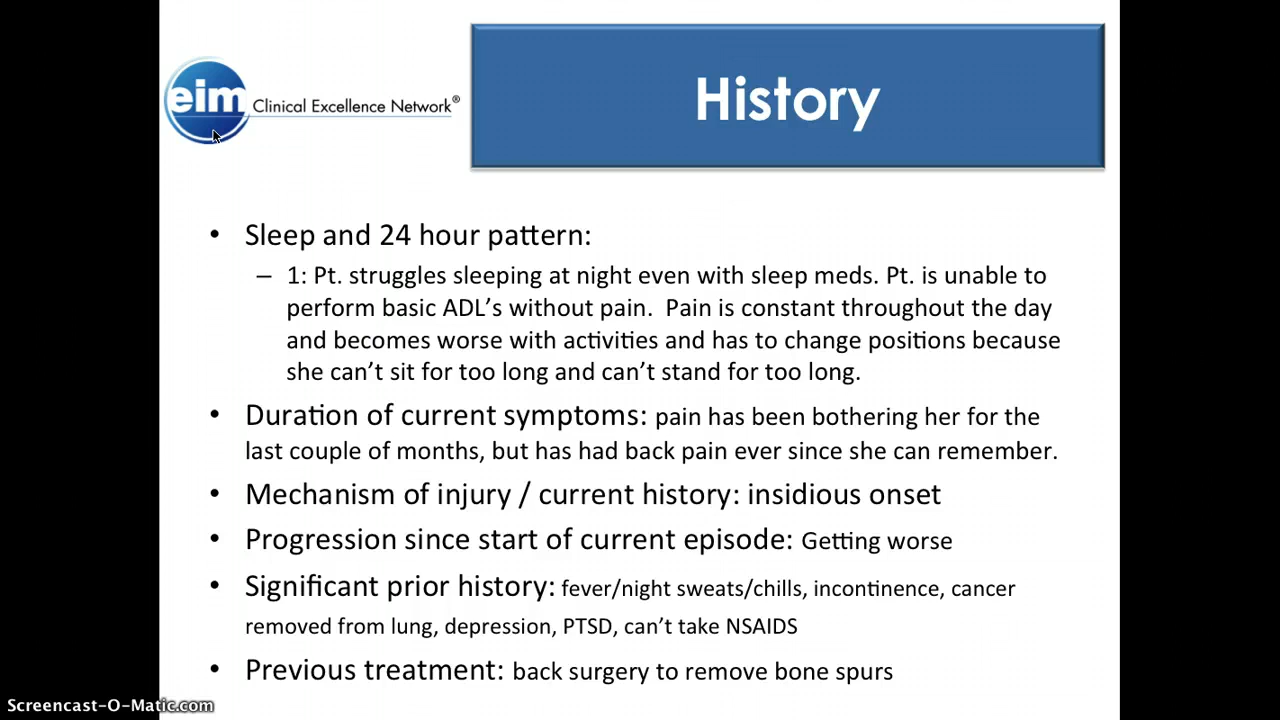 eim Clinical Excellence Network®
History
• Sleep and 24 hour pattern:
– 1: Pt. struggles sleeping at night even with sleep meds. Pt. is unable to
perform basic ADL’s without pain.  Pain is constant throughout the day
and becomes worse with activities and has to change positions because
she can’t sit for too long and can’t stand for too long.
• Duration of current symptoms: pain has been bothering her for the
last couple of months, but has had back pain ever since she can remember.
• Mechanism of injury / current history: insidious onset
• Progression since start of current episode: Getting worse
• Significant prior history: fever/night sweats/chills, incontinence, cancer
removed from lung, depression, PTSD, can’t take NSAIDS
• Previous treatment: back surgery to remove bone spurs
Screencast-O-Matic.com